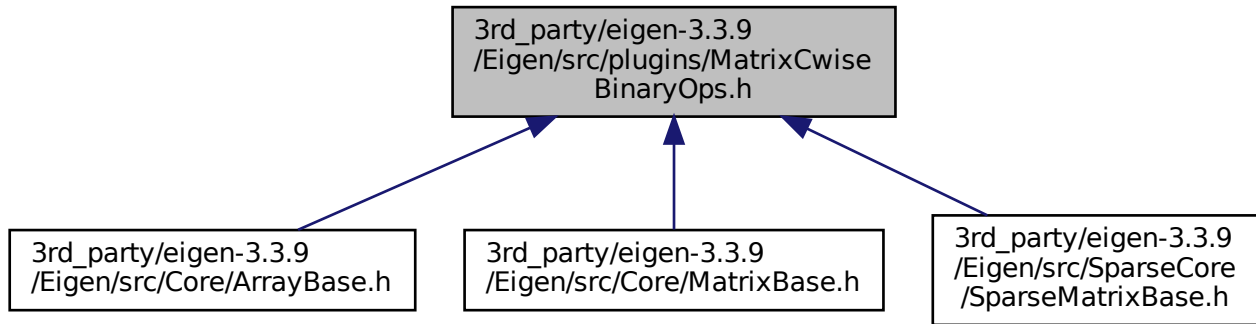 3rd_party/eigen-3.3.9
/Eigen/src/plugins/MatrixCwise
BinaryOps.h
3rd_party/eigen-3.3.9
/Eigen/src/Core/ArrayBase.h
3rd_party/eigen-3.3.9
/Eigen/src/Core/MatrixBase.h
3rd_party/eigen-3.3.9
/Eigen/src/SparseCore
/SparseMatrixBase.h